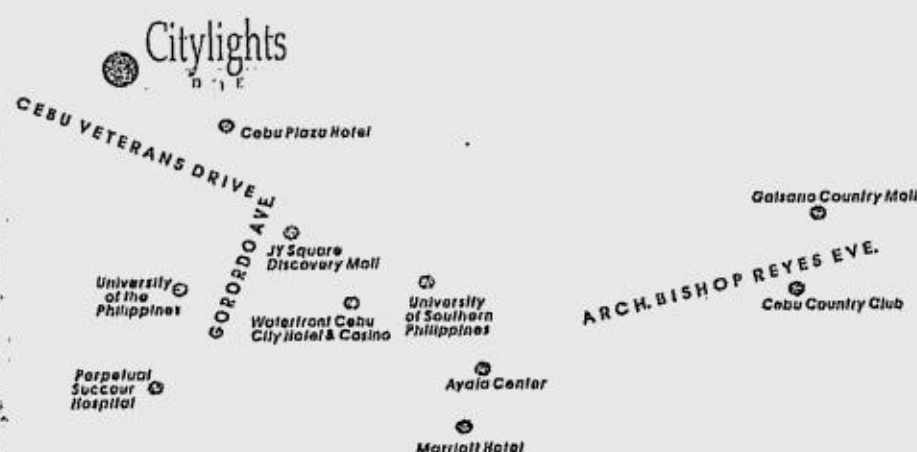 Citylights
CEBU VETERANS DRIVE
Cebu Plaza Hotel
GORORDO AVE.
JY Square
Discovery Mall
Gaisano Country Mall
ARCH.BISHOP REYES EVE.
Cebu Country Club
University
of the
Philippines
Waterfront Cebu
City Hotel & Casino
University
of Southern
Philippines
Perpetual
Succour
Hospital
Ayala Center
Marriott Hotel